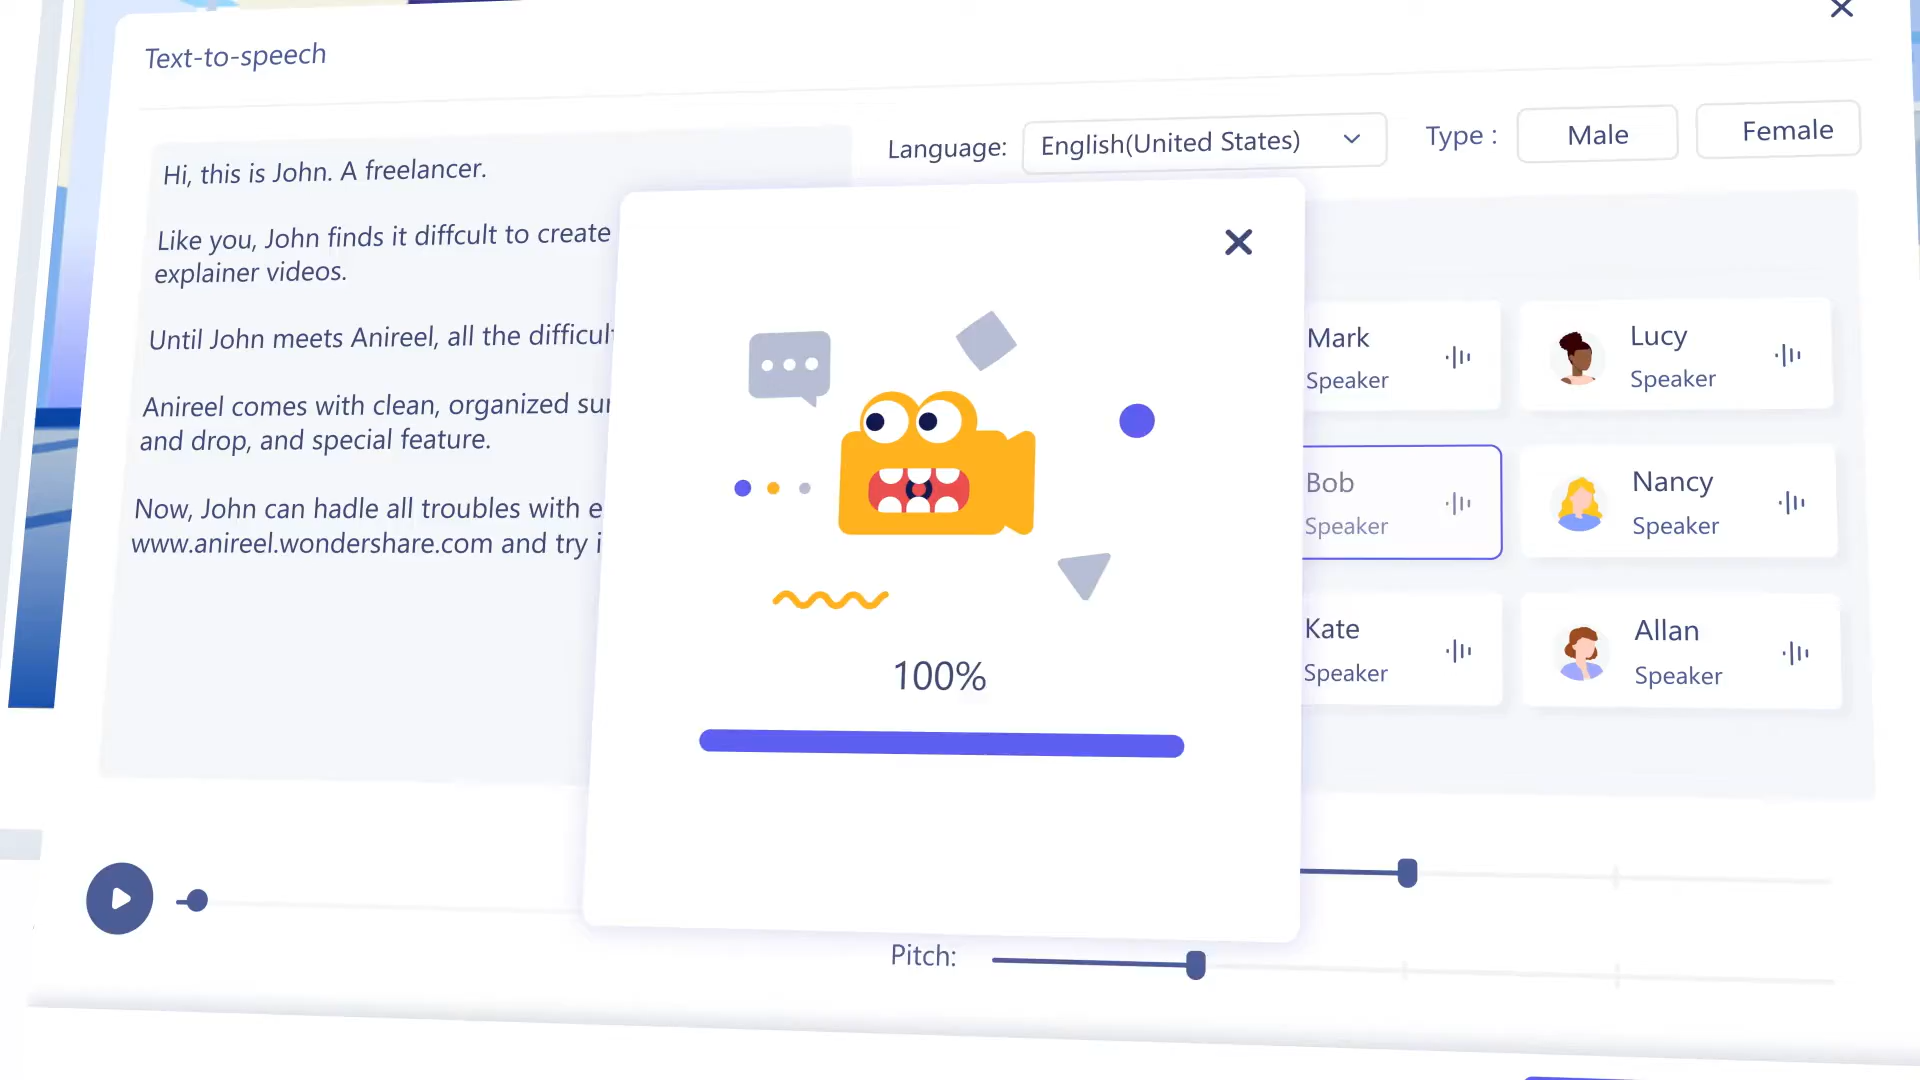 Text-to-speech
Language: English(United States) Type : Male Female
Hi, this is John. A freelancer.
Like you, John finds it diffcult to create
explainer videos.
Until John meets Anireel, all the
Anireel comes with clean, organized
and drop, and special feature.
Now, John can hadle all troubles with
www.anireel.wondershare.com and try
Mark
Speaker
Lucy
Speaker
Bob
Speaker
Nancy
Speaker
Kate
Speaker
Allan
Speaker
100%
Pitch: